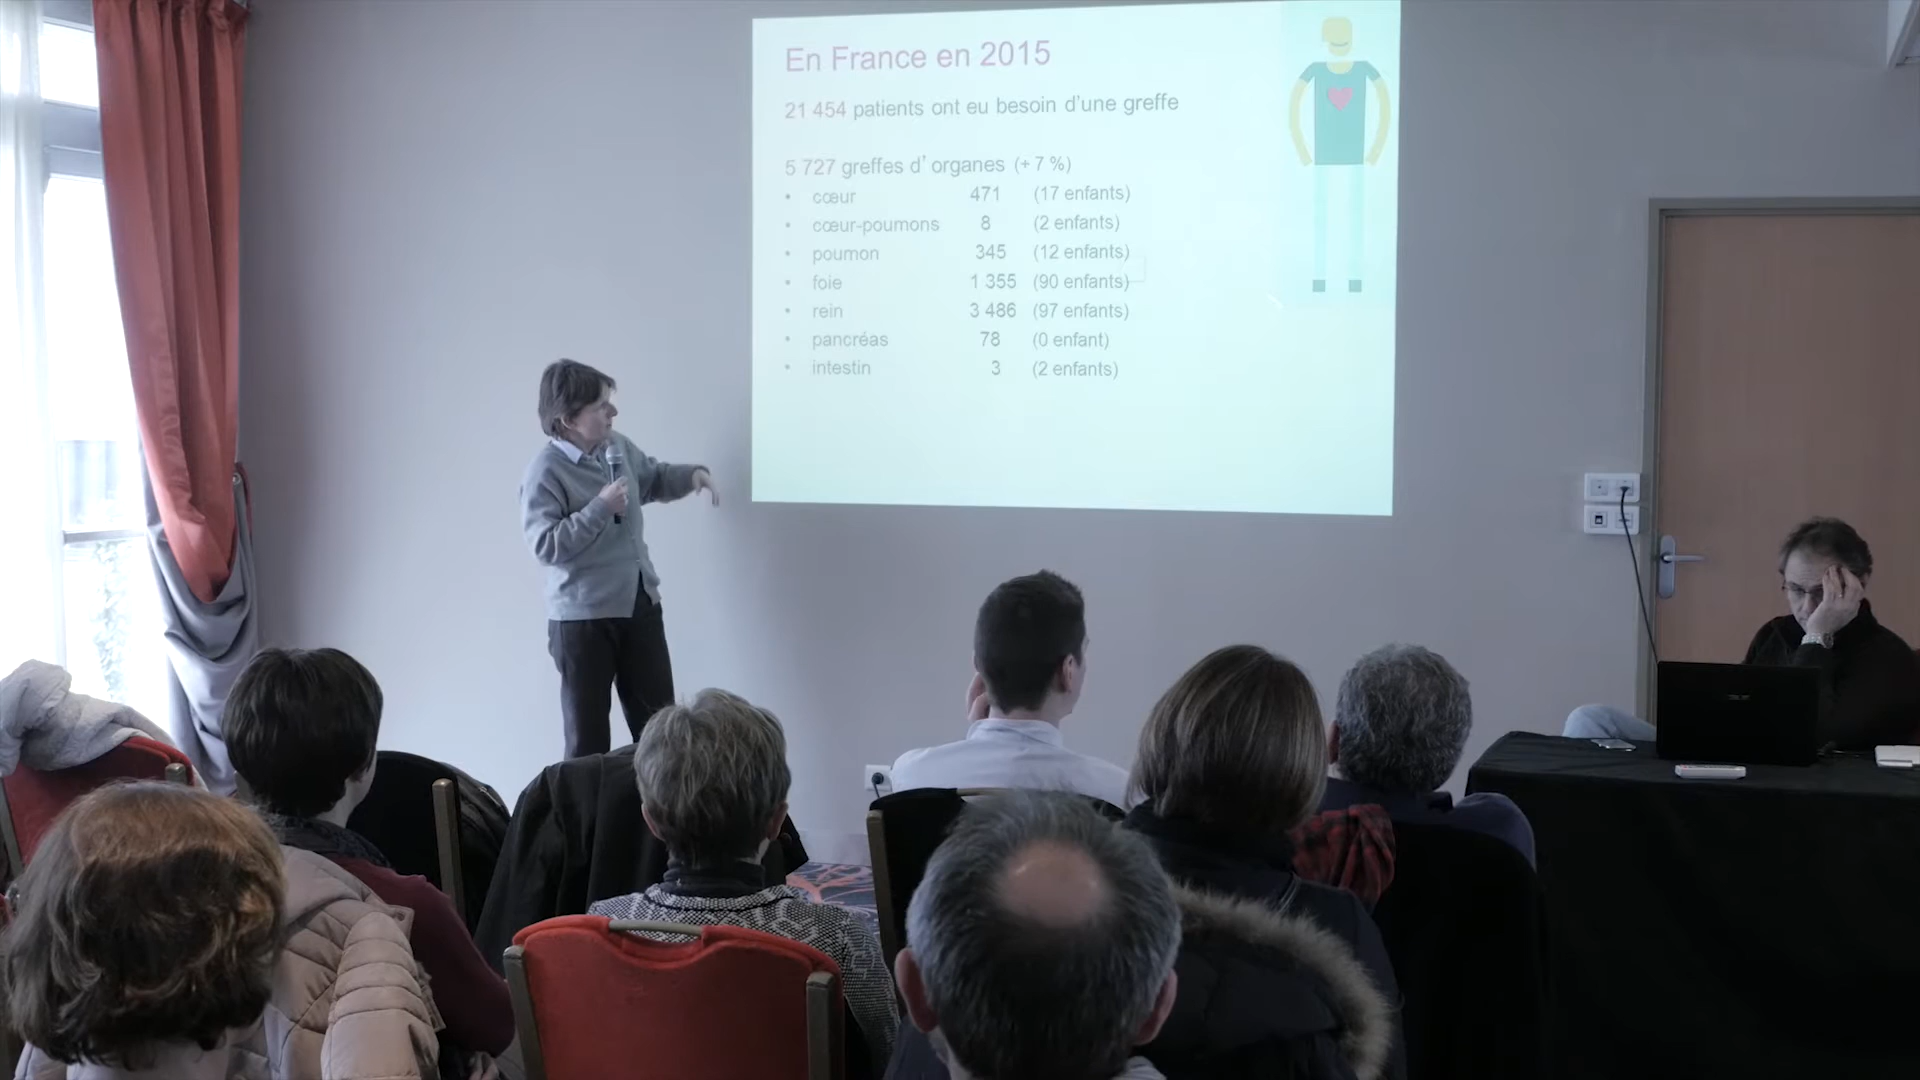 En France en 2015
21 454 patients ont eu besoin d'une greffe
5 727 greffes d' organes (+ 7 %)
• cœur 471 (17 enfants)
• cœur-poumons 8 (2 enfants)
• poumon 345 (12 enfants)
• foie 1 355 (90 enfants)
• rein 3 486 (97 enfants)
• pancréas 78 (0 enfant)
• intestin 3 (2 enfants)